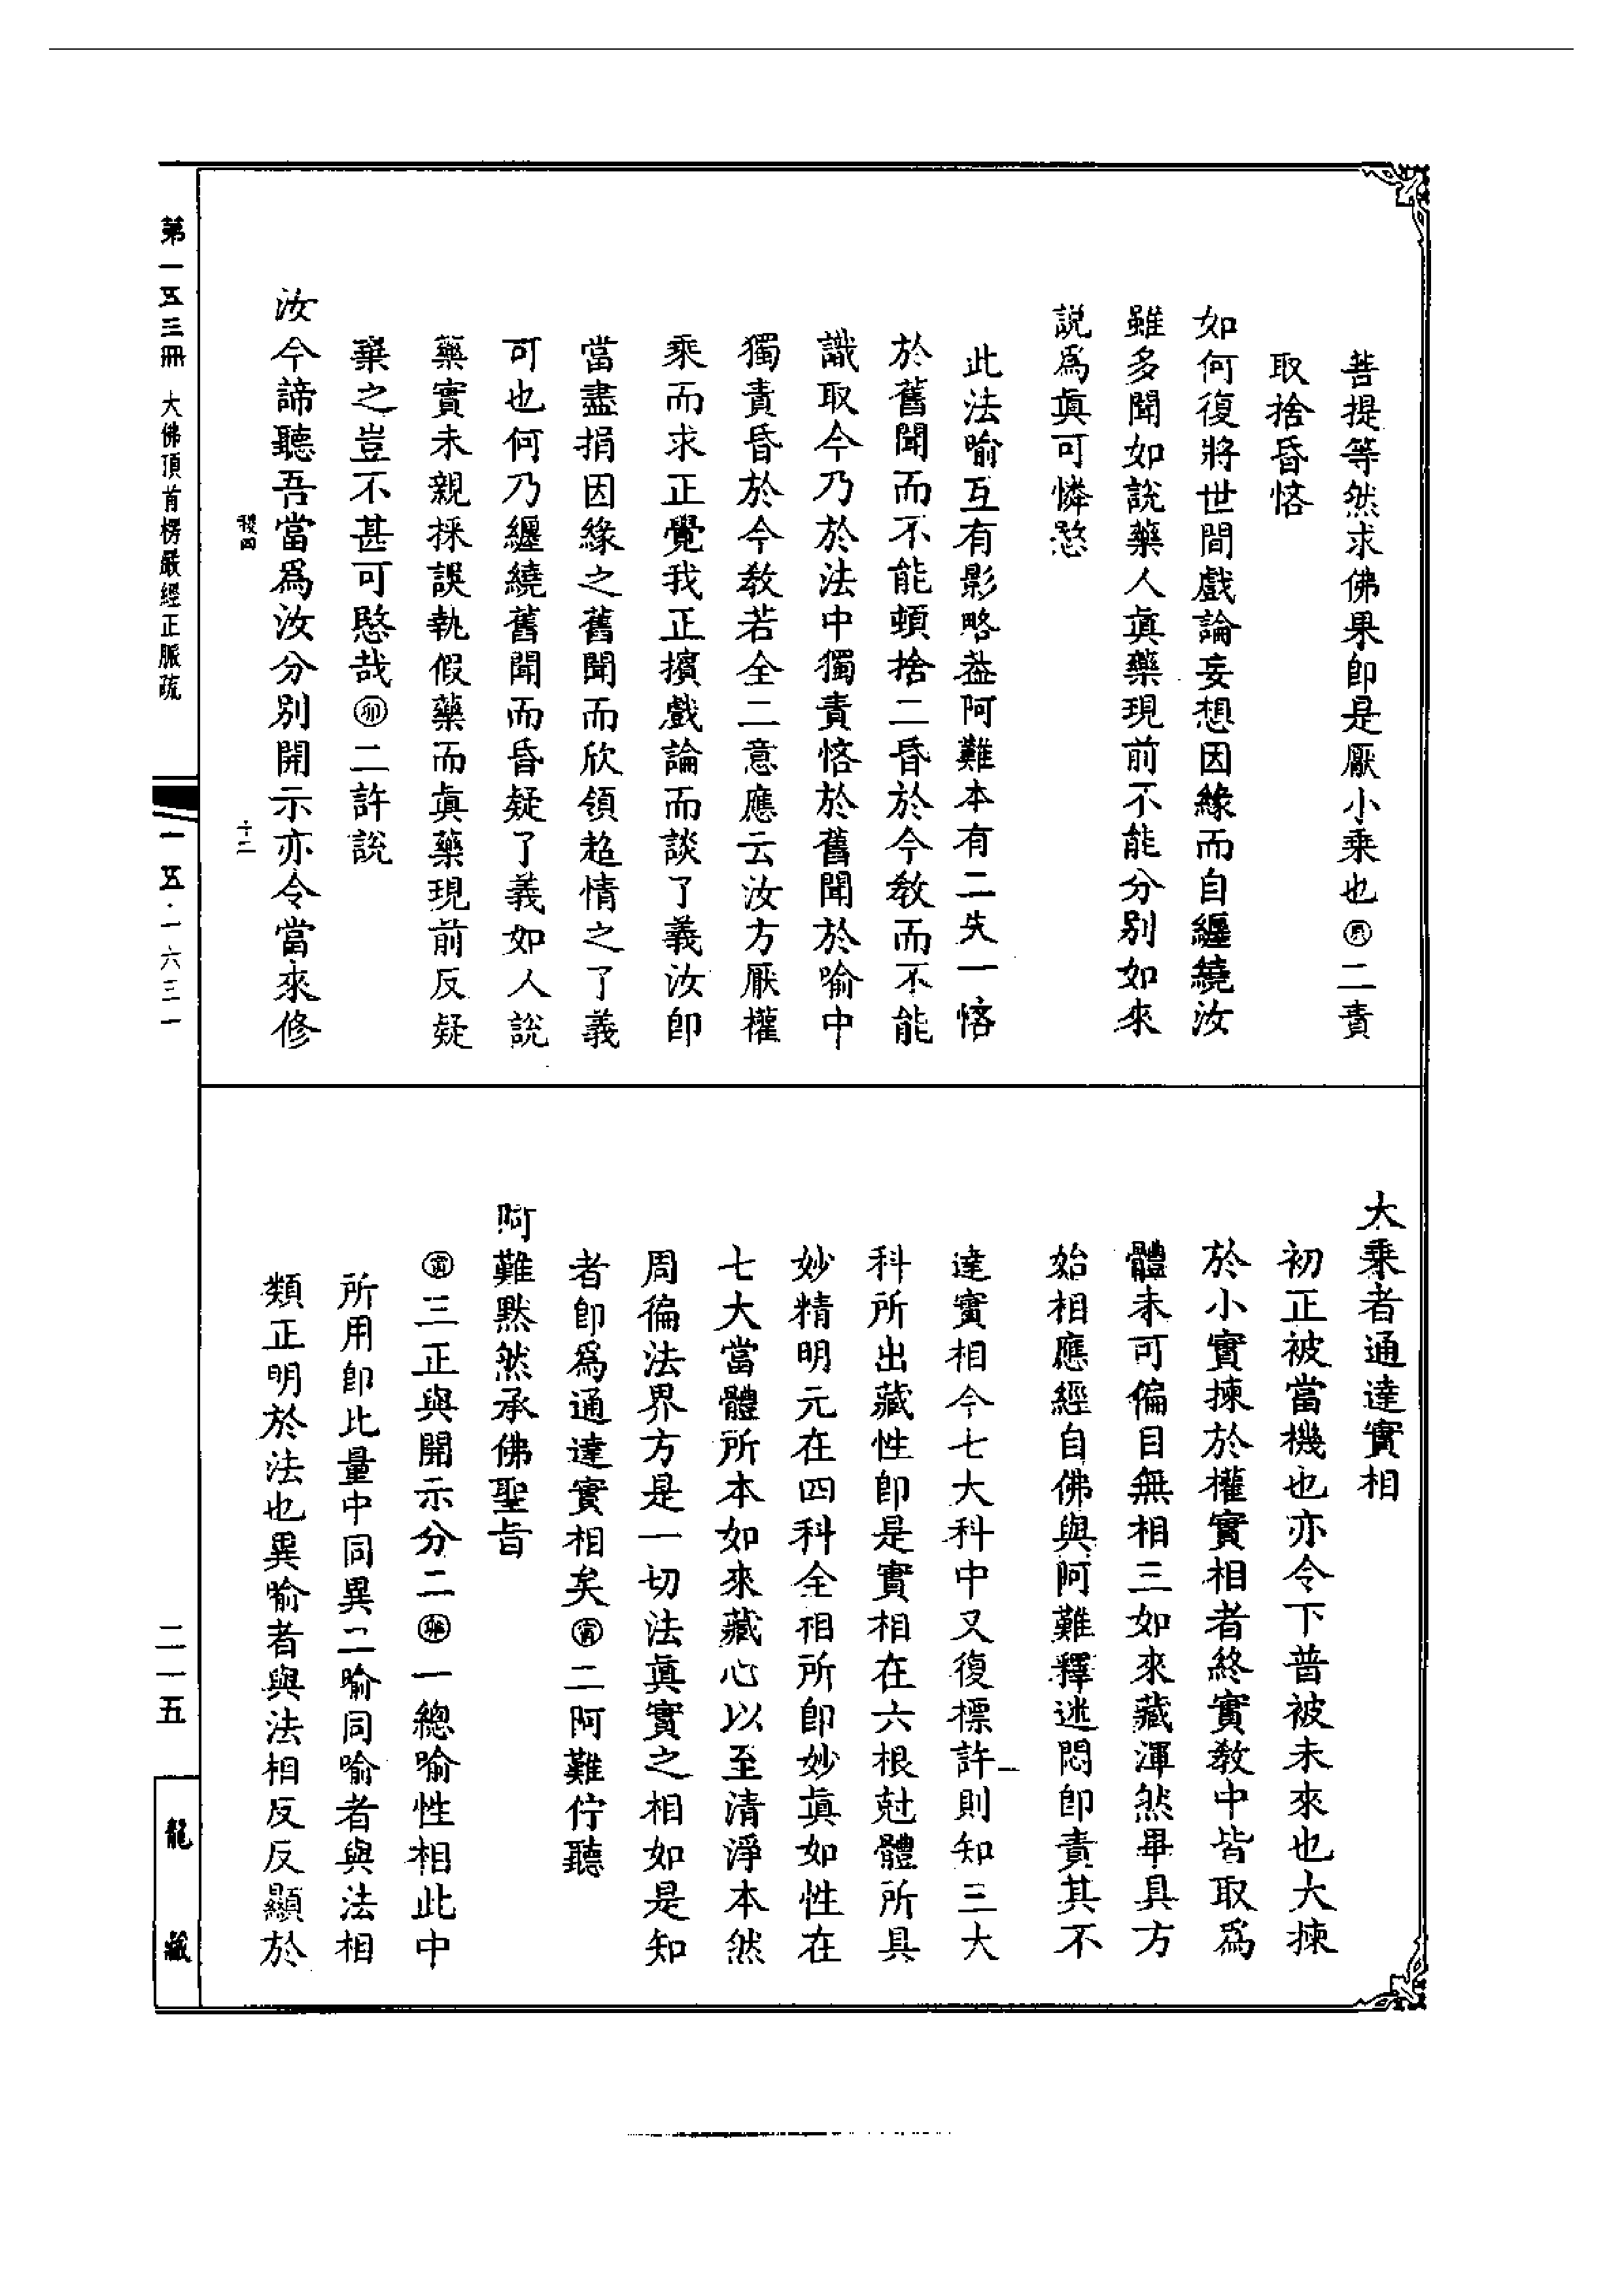 菩提等然求佛果卽是厭小乘也㊞二責
取捨昏悋
如何復將世間戲論妄想因緣而自纏繞汝
雖多聞如說藥人眞藥現前不能分別如來
説爲眞可憐愍
此法喻互有影略葢阿難本有二失一悋
於舊聞而不能頓捨二昏於今教而不能
識取今乃於法中獨責悋於舊聞於喻中
獨責昏於今教若全二意應云汝方厭權
乘而求正覺我正擯戲論而談了義汝卽
當盡捐因緣之舊聞而欣領超情之了義
可也何乃纏繞舊聞而昏疑了義如人說
藥實未親採誤執假藥而眞藥現前反疑
棄之豈不甚可愍哉卯二許說
汝今諦聽吾當爲汝分別開示亦令當來修
十二
大乘者通達實相
初正被當機也亦令下普被未來也大揀
於小實揀於權實相者終實教中皆取爲
體未可偏目無相三如來藏渾然畢具方
始相應經自佛與阿難釋迷悶卽責其不
達實相今七大科中又復標許則知三大
科所出藏性卽是實相在六根尅體所具
妙精明元在四科全相所卽妙眞如性在
七大當體所本如來藏心以至清淨本然
周徧法界方是一切法眞實之相如是知
者卽爲通達實相矣寅二阿難佇聽
阿難默然承佛聖旨
寅三正與開示分二卯一總喻性相此中
所用卽比量中同異二喻同喻者與法相
類正明於法也異喻者與法相反反顯於
第一五三冊 大佛頂首楞嚴經正脈疏
一五·一六三一
二一五
龍藏